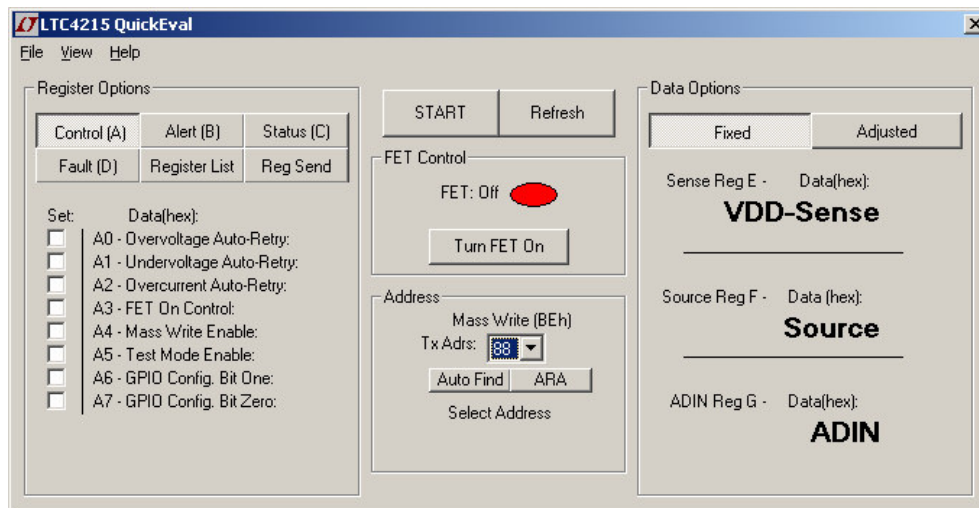 LTC4215 QuickEval
File View Help
Register Options
Control (A) Alert (B) Status (C)
Fault (D) Register List Reg Send
Set: Data(hex):
A0 - Overvoltage Auto-Retry:
A1 - Undervoltage Auto-Retry:
A2 - Overcurrent Auto-Retry:
A3 - FET On Control:
A4 - Mass Write Enable:
A5 - Test Mode Enable:
A6 - GPIO Config. Bit One:
A7 - GPIO Config. Bit Zero:
START Refresh
FET Control
FET: Off
Turn FET On
Address
Mass Write (BEh)
Tx Adrs: 88
Auto Find ARA
Select Address
Data Options
Fixed Adjusted
Sense Reg E - Data(hex):
VDD-Sense
Source Reg F - Data (hex):
Source
ADIN Reg G - Data(hex):
ADIN